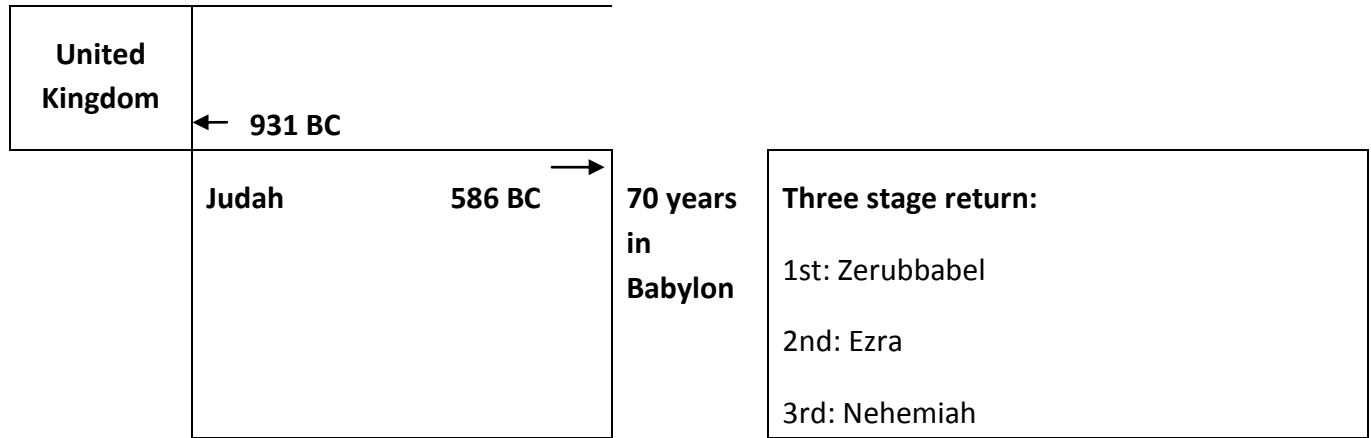 United
Kingdom
931 BC
Judah 586 BC
70 years
in
Babylon
Three stage return:
1st: Zerubbabel
2nd: Ezra
3rd: Nehemiah